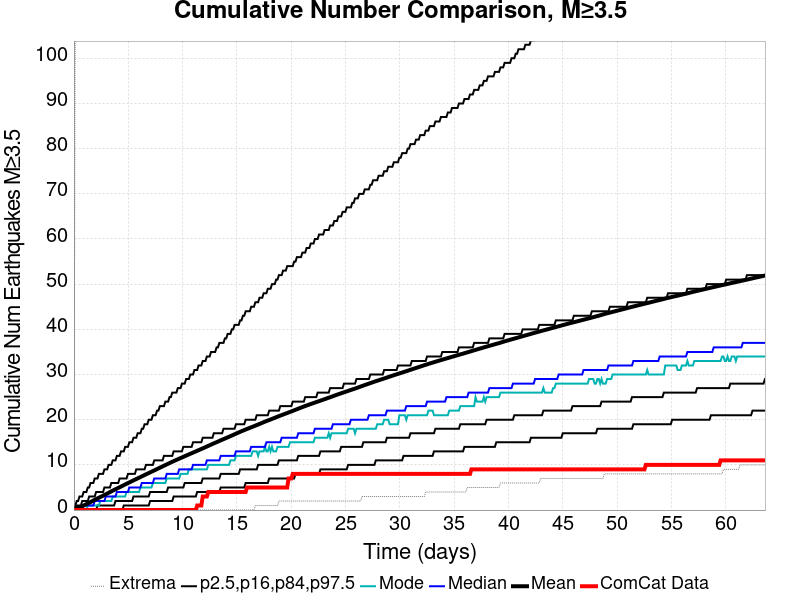 Cumulative Number Comparison, M≥3.5
Cumulative Num Earthquakes M≥3.5
100
90
80
70
60
50
40
30
20
10
0
0 5 10 15 20 25 30 35 40 45 50 55 60
Time (days)
Extrema p2.5,p16,p84,p97.5 Mode Median Mean ComCat Data